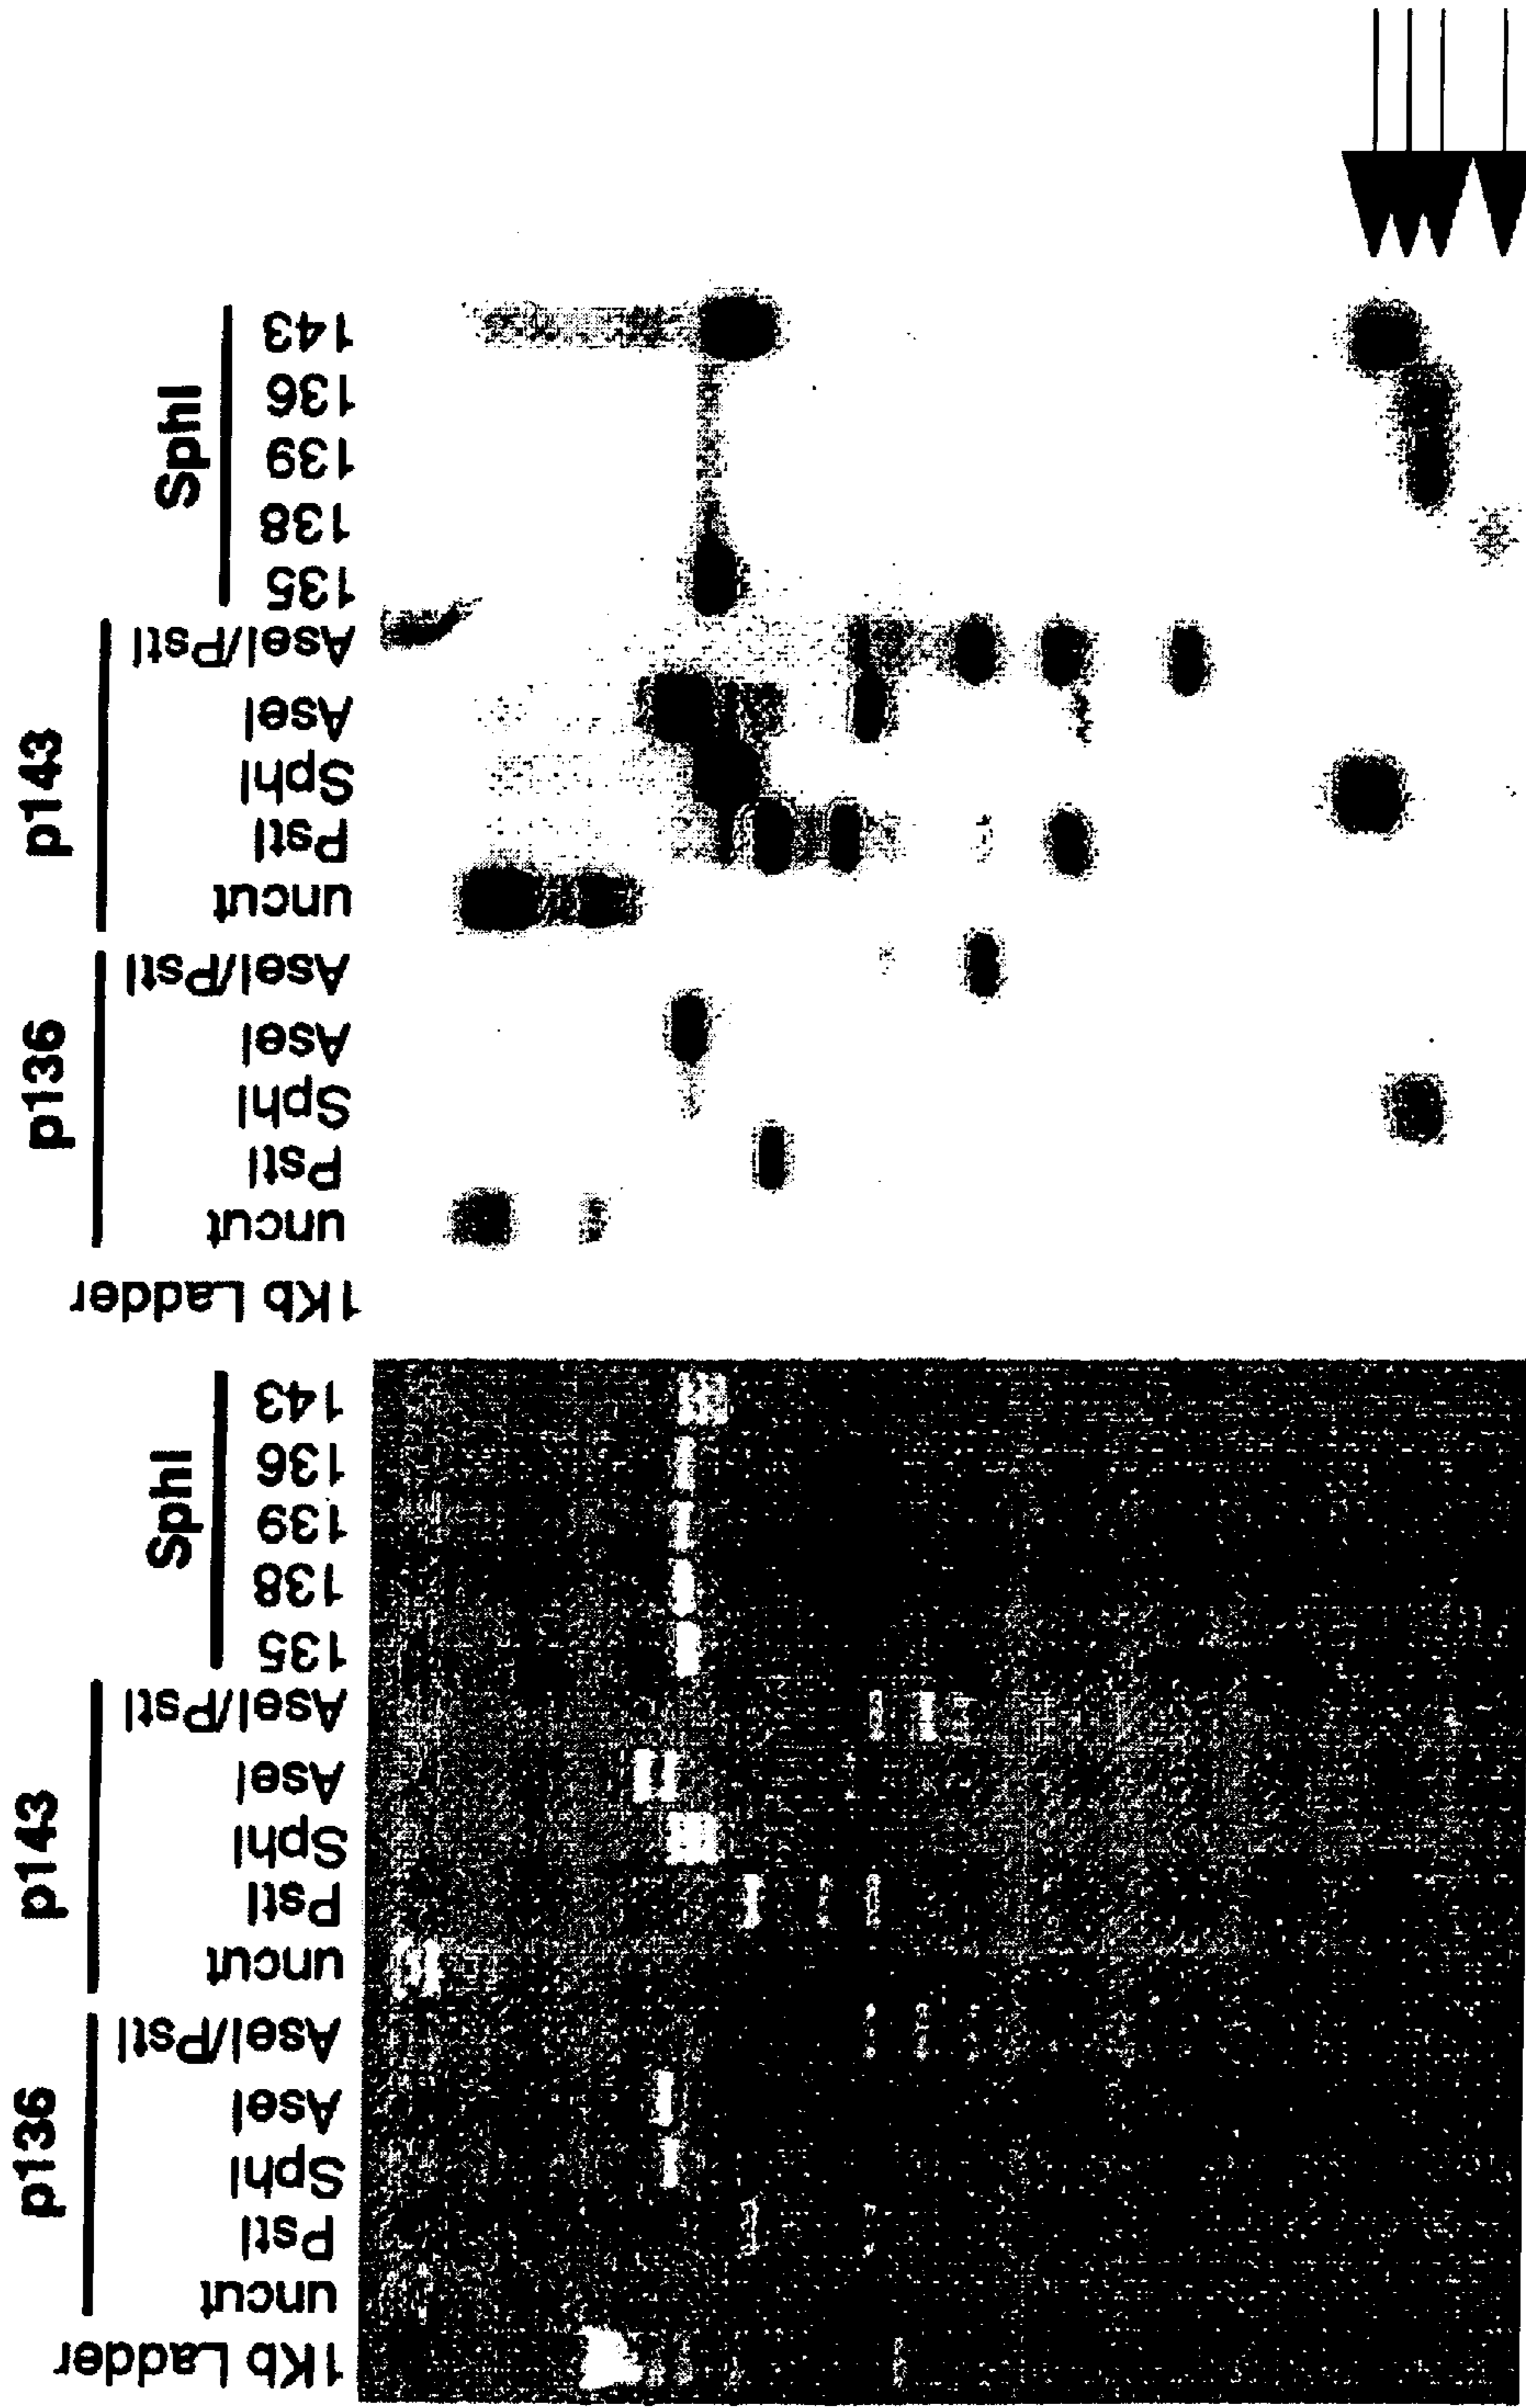 p136
p143
SphI
1Kb Ladder
uncut
PstI
SphI
AseI
AseI/PstI
uncut
PstI
SphI
AseI
AseI/PstI
135
138
139
136
143
p136
p143
SphI
1Kb Ladder
uncut
PstI
SphI
AseI
AseI/PstI
uncut
PstI
SphI
AseI
AseI/PstI
135
138
139
136
143